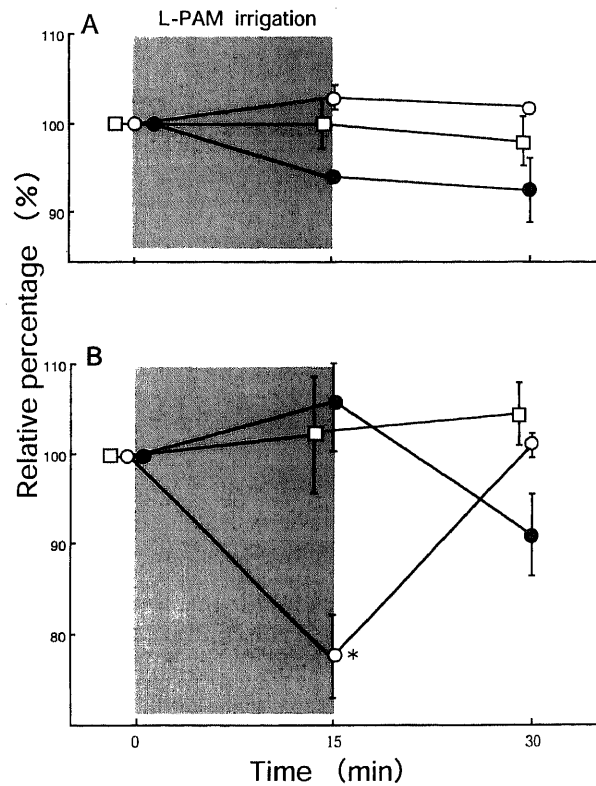 L-PAM irrigation
A
110
100
90
Relative percentage (%)
B
110
100
90
80
*
0 15 30
Time (min)